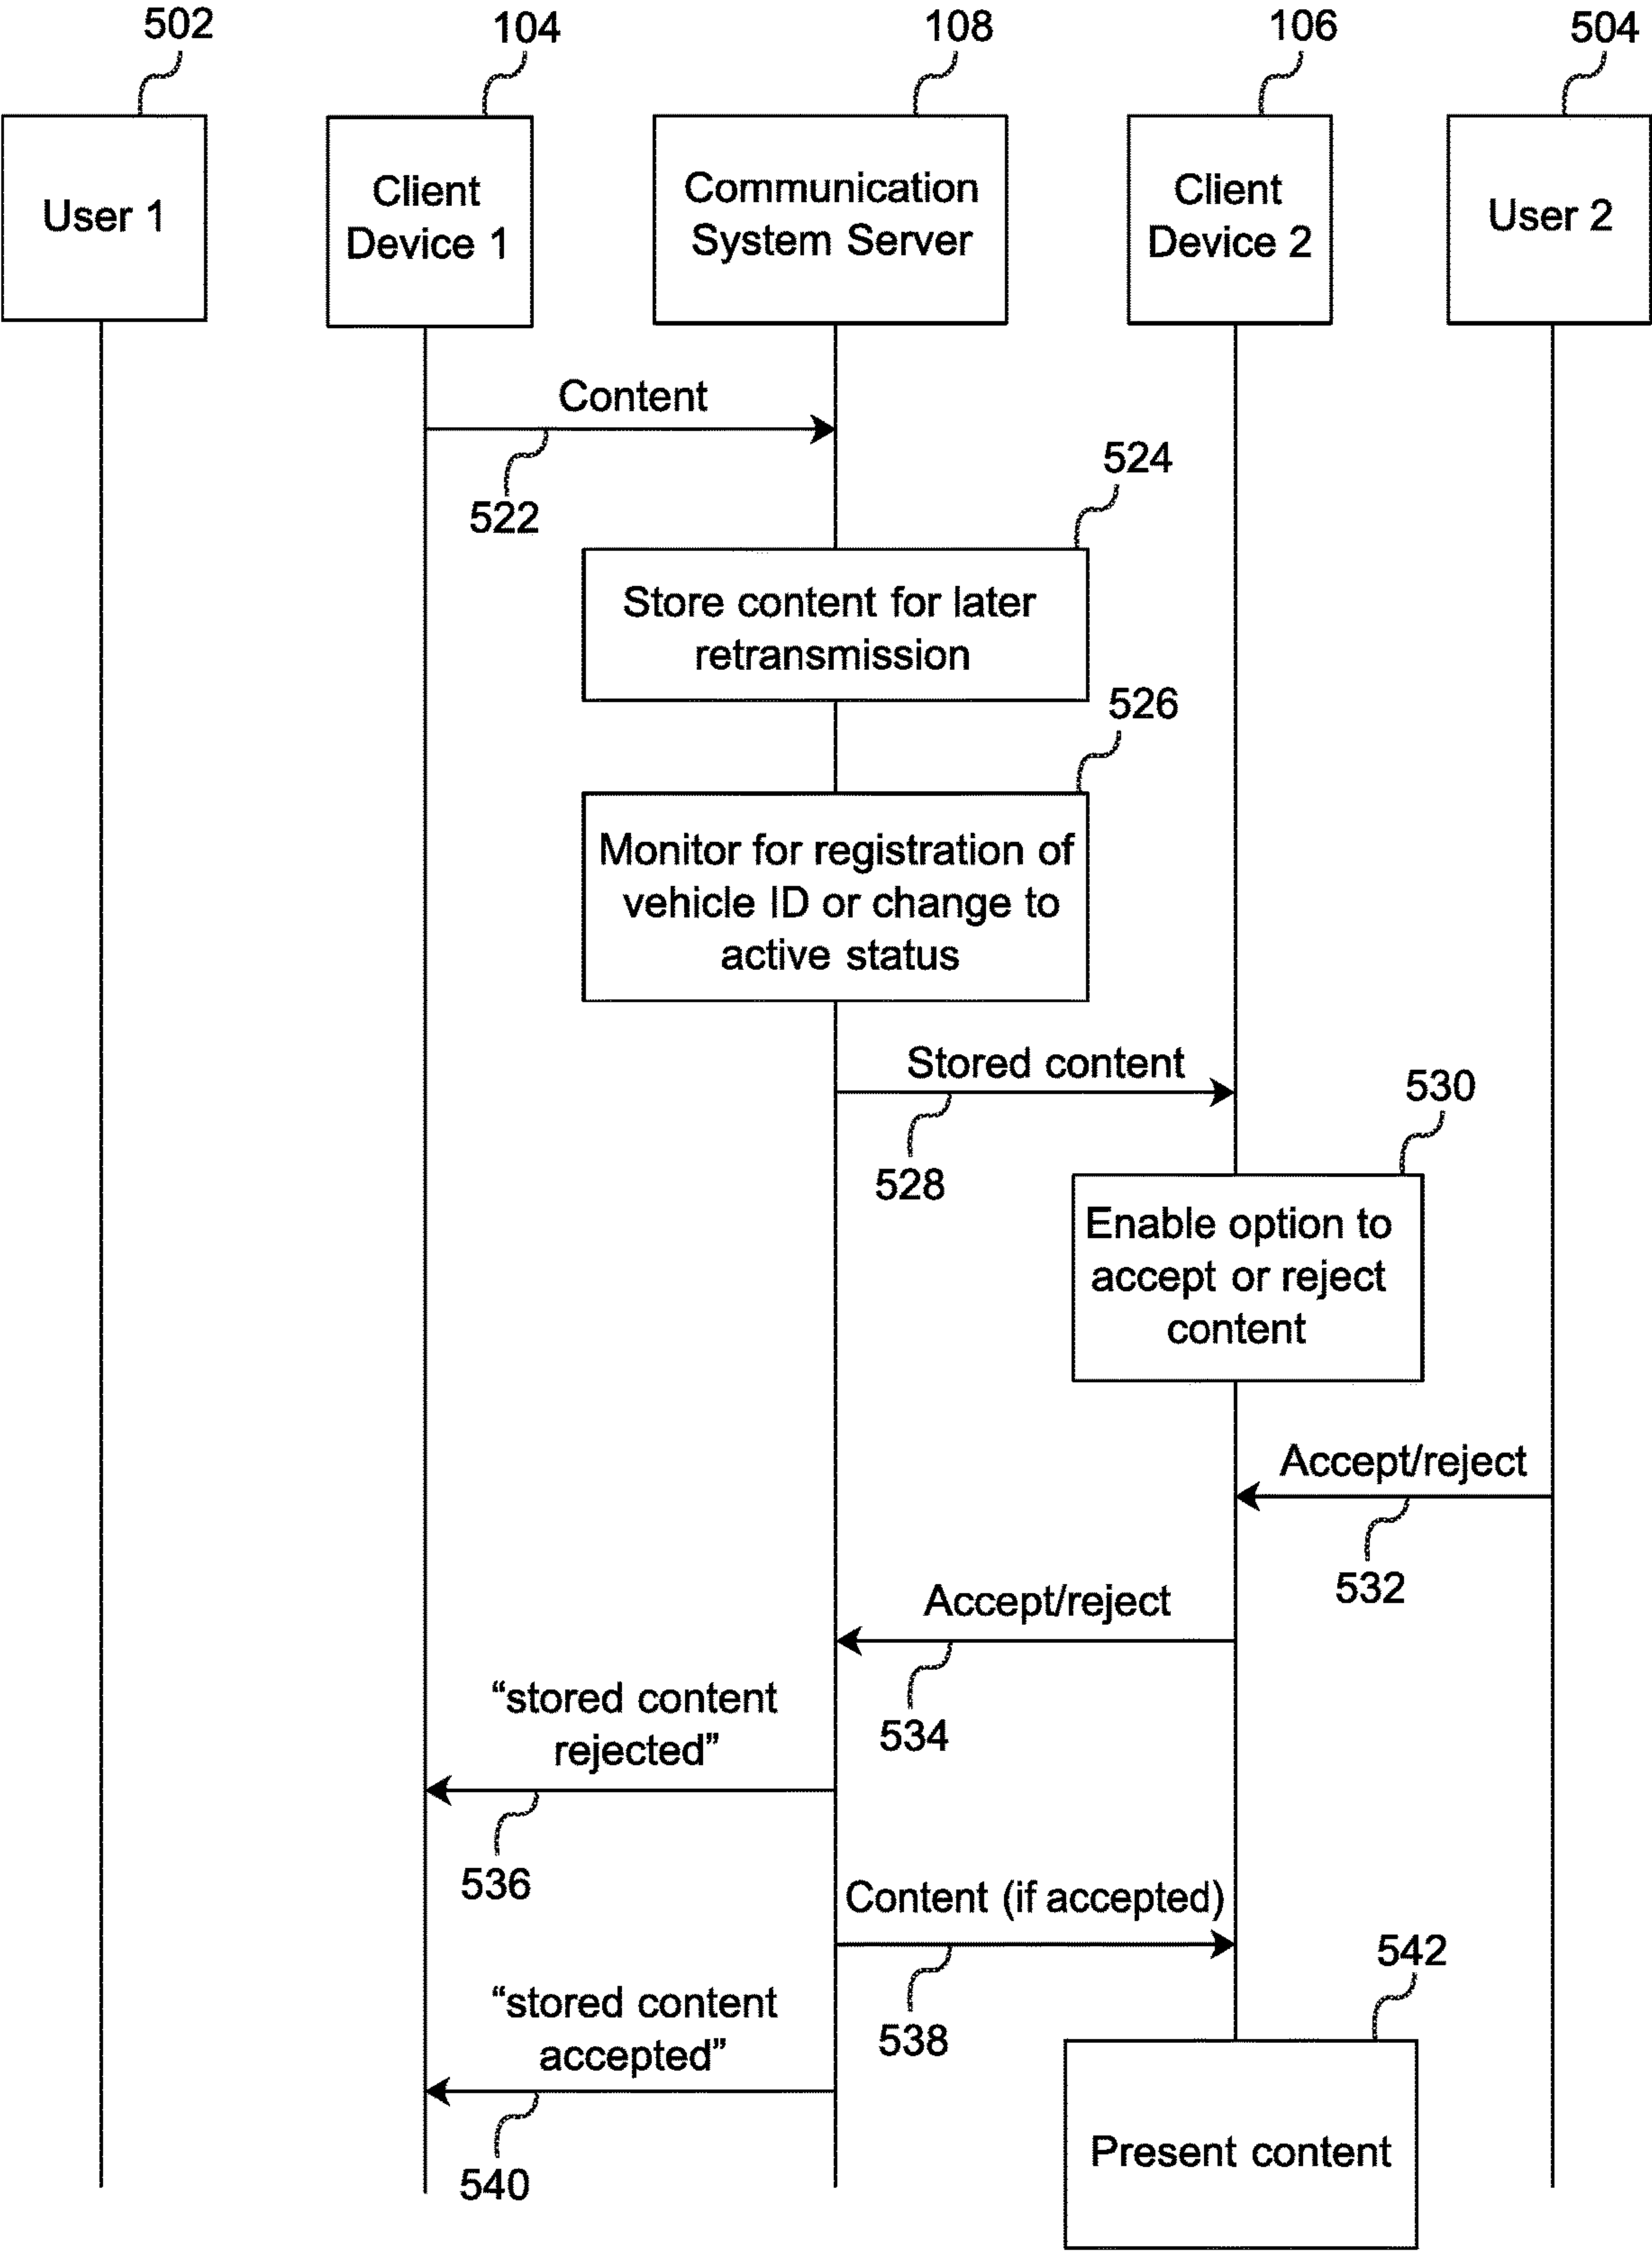 502
104
108
106
504
User 1
Client
Device 1
Communication
System Server
Client
Device 2
User 2
Content
522
524
Store content for later
retransmission
526
Monitor for registration of
vehicle ID or change to
active status
Stored content
528
530
Enable option to
accept or reject
content
Accept/reject
532
Accept/reject
534
“stored content
rejected”
536
Content (if accepted)
538
542
“stored content
accepted”
540
Present content